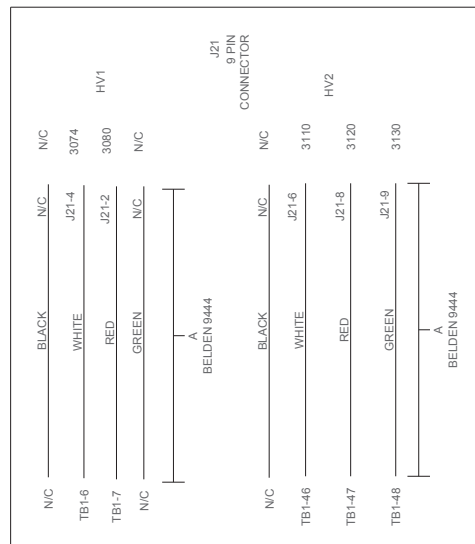 J21
9 PIN
CONNECTOR
HV1
HV2
N/C
3074
3080
N/C
N/C
3110
3120
3130
N/C
J21-4
J21-2
N/C
N/C
J21-6
J21-8
J21-9
BLACK
WHITE
RED
GREEN
A
BELDEN 9444
BLACK
WHITE
RED
GREEN
A
BELDEN 9444
N/C
TB1-6
TB1-7
N/C
N/C
TB1-46
TB1-47
TB1-48